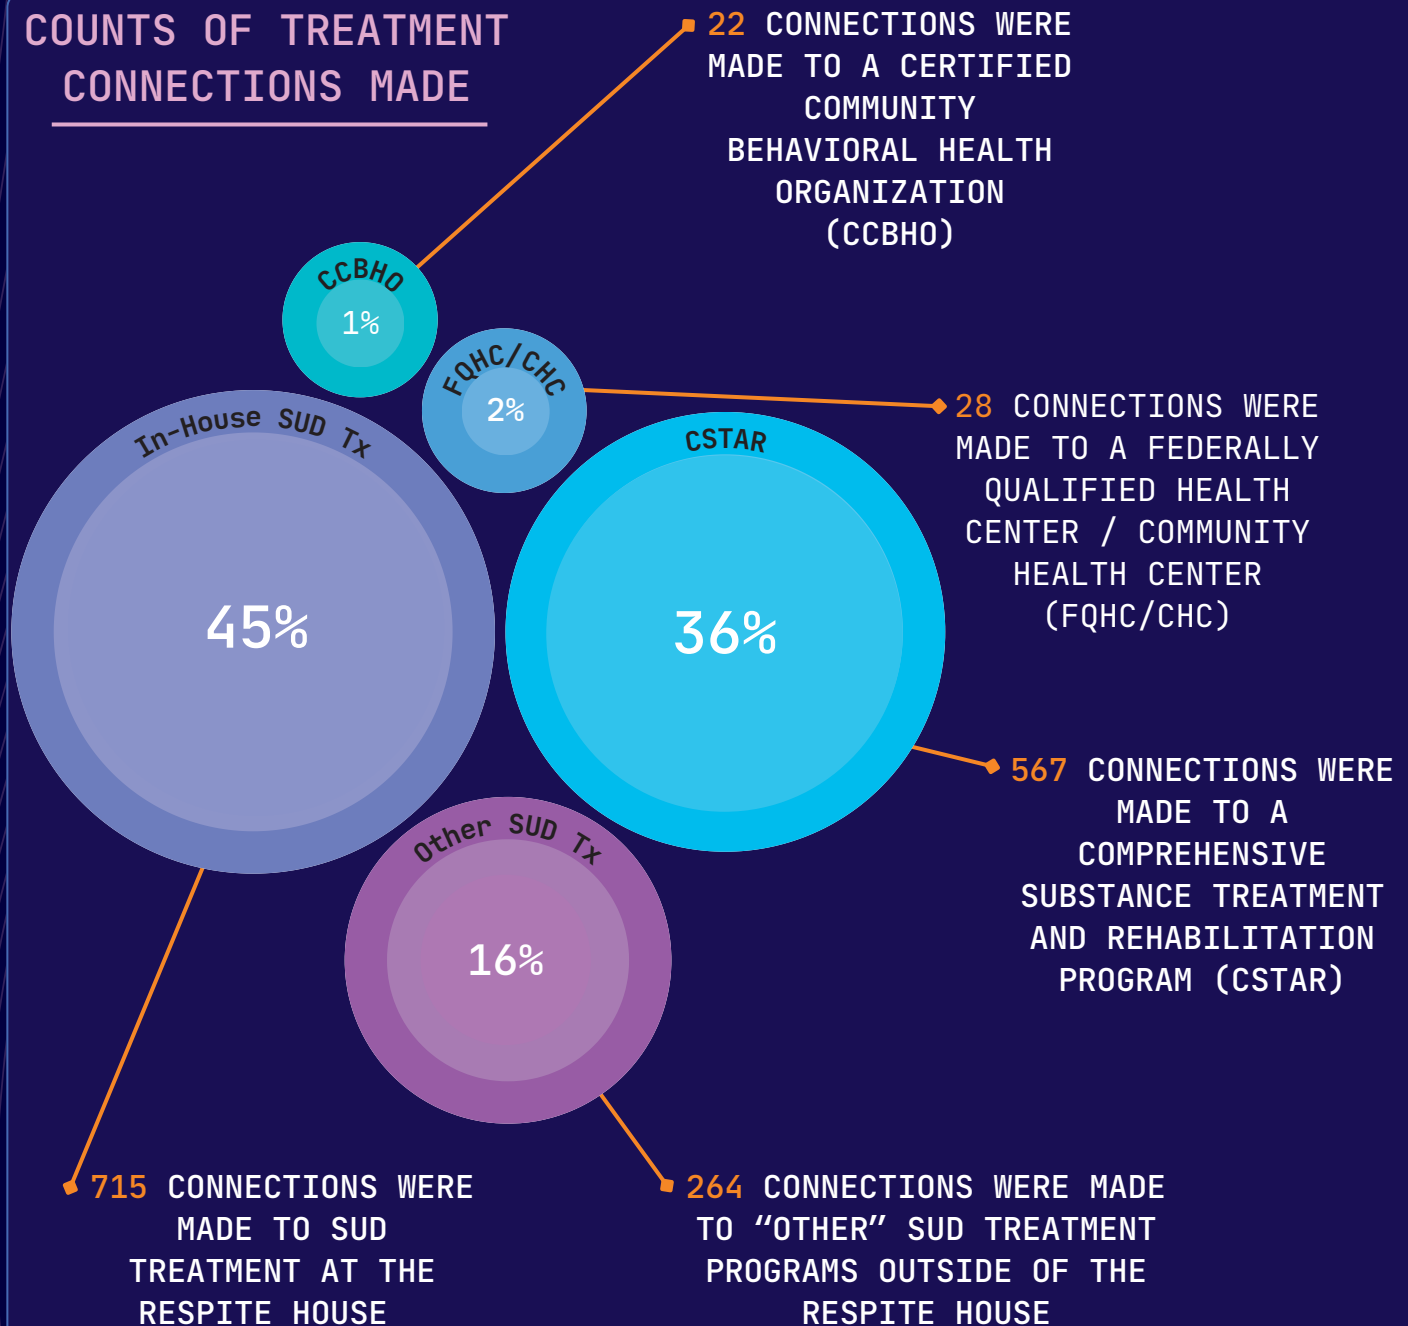 COUNTS OF TREATMENT
CONNECTIONS MADE
22 CONNECTIONS WERE
MADE TO A CERTIFIED
COMMUNITY
BEHAVIORAL HEALTH
ORGANIZATION
(CCBHO)
CCBHO
1%
FQHC/CHC
2%
28 CONNECTIONS WERE
MADE TO A FEDERALLY
QUALIFIED HEALTH
CENTER / COMMUNITY
HEALTH CENTER
(FQHC/CHC)
In-House SUD Tx
45%
CSTAR
36%
567 CONNECTIONS WERE
MADE TO A
COMPREHENSIVE
SUBSTANCE TREATMENT
AND REHABILITATION
PROGRAM (CSTAR)
Other SUD Tx
16%
715 CONNECTIONS WERE
MADE TO SUD
TREATMENT AT THE
RESPITE HOUSE
264 CONNECTIONS WERE MADE
TO “OTHER” SUD TREATMENT
PROGRAMS OUTSIDE OF THE
RESPITE HOUSE